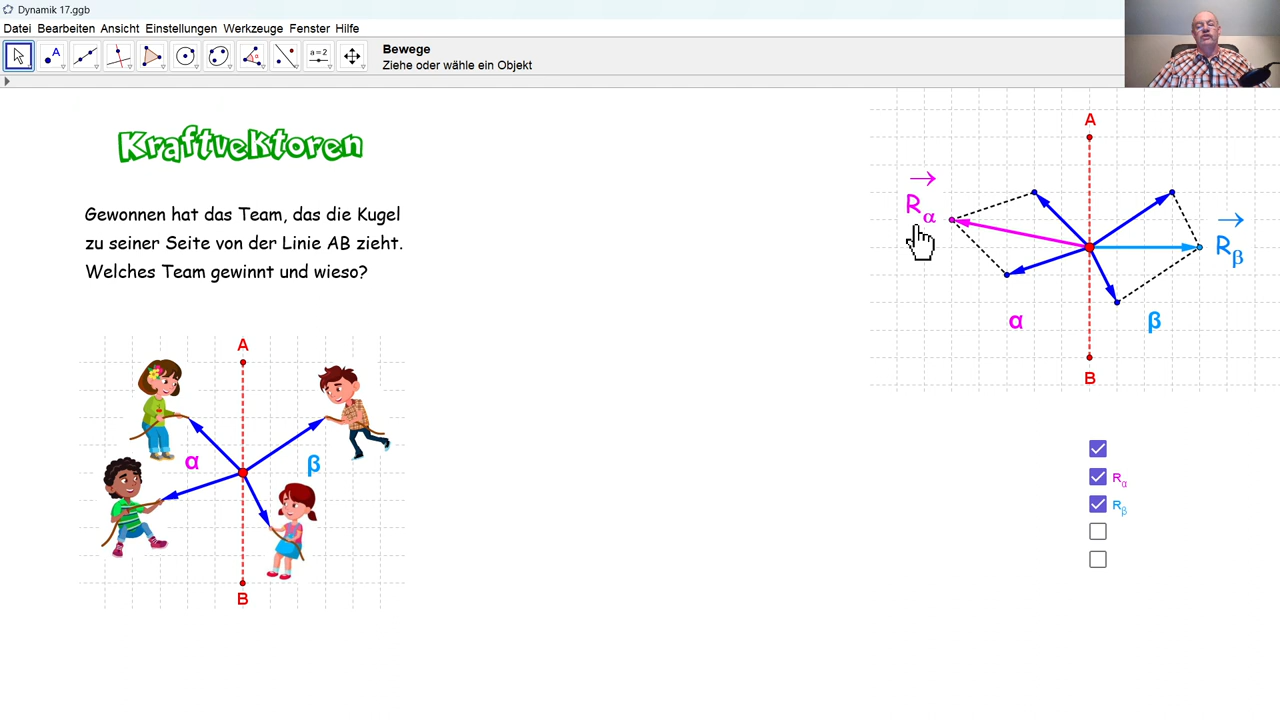 Dynamik 17.ggb
Datei Bearbeiten Ansicht Einstellungen Werkzeuge Fenster Hilfe
A
a=2
Bewege
Ziehe oder wähle ein Objekt
Kraftvektoren
Gewonnen hat das Team, das die Kugel
zu seiner Seite von der Linie AB zieht.
Welches Team gewinnt und wieso?
A
α
β
B
A
Rα
Rβ
α
β
B
Rα
Rβ